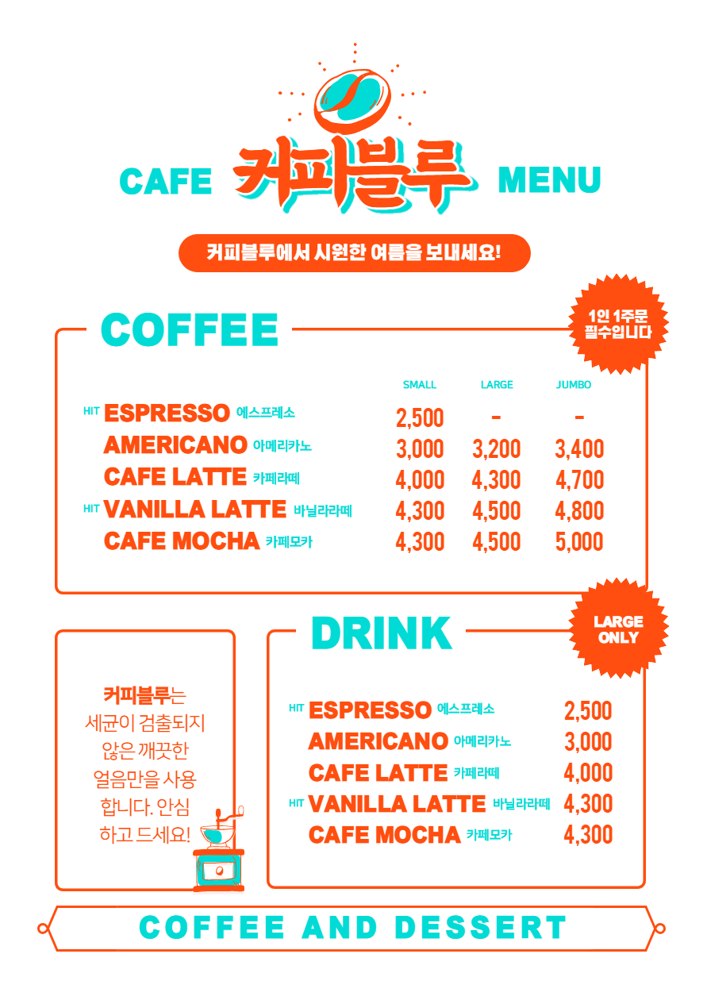 CAFE 커피블루 MENU
커피블루에서 시원한 여름을 보내세요!
1인 1주문
필수입니다
COFFEE
SMALL LARGE JUMBO
HIT ESPRESSO 에스프레소 2,500 - -
AMERICANO 아메리카노 3,000 3,200 3,400
CAFE LATTE 카페라떼 4,000 4,300 4,700
HIT VANILLA LATTE 바닐라라떼 4,300 4,500 4,800
CAFE MOCHA 카페모카 4,300 4,500 5,000
커피블루는
세균이 검출되지
않은 깨끗한
얼음만을 사용
합니다. 안심
하고 드세요!
DRINK
LARGE
ONLY
HIT ESPRESSO 에스프레소 2,500
AMERICANO 아메리카노 3,000
CAFE LATTE 카페라떼 4,000
HIT VANILLA LATTE 바닐라라떼 4,300
CAFE MOCHA 카페모카 4,300
COFFEE AND DESSERT